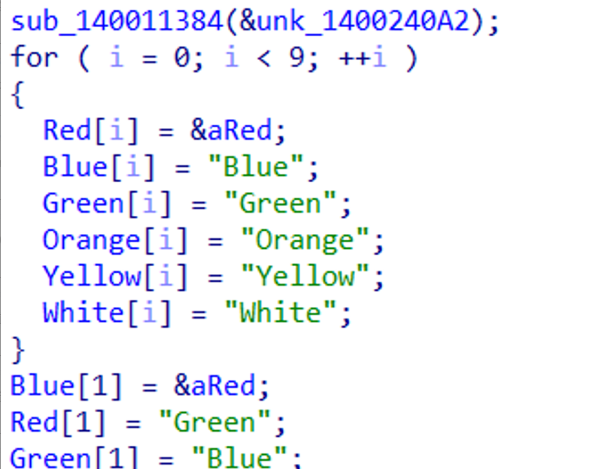 sub_140011384(&unk_1400240A2);
for ( i = 0; i < 9; ++i )
{
Red[i] = &aRed;
Blue[i] = "Blue";
Green[i] = "Green";
Orange[i] = "Orange";
Yellow[i] = "Yellow";
White[i] = "White";
}
Blue[1] = &aRed;
Red[1] = "Green";
Green[1] = "Blue";